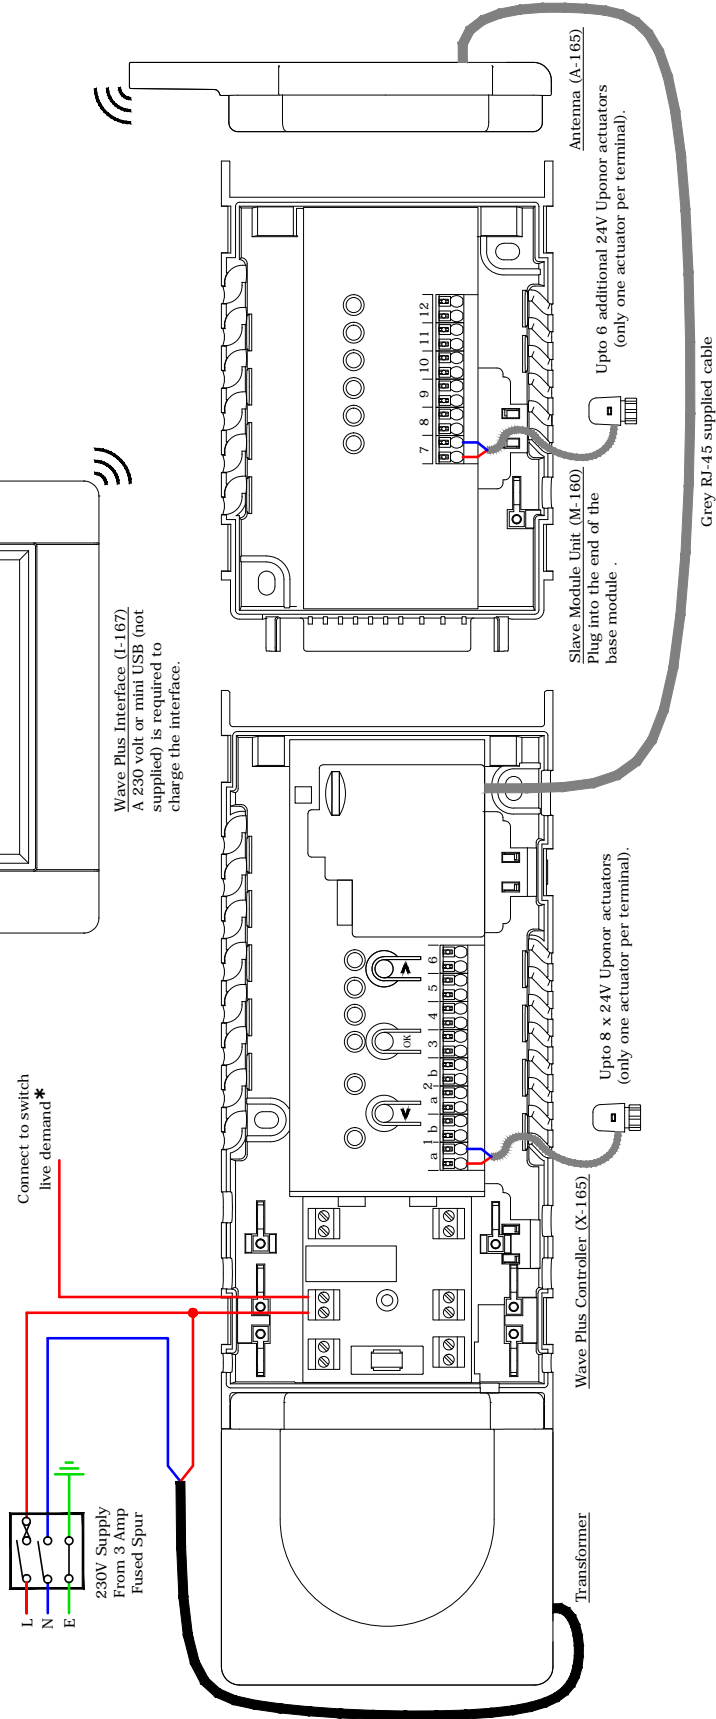 230V Supply
From 3 Amp
Fused Spur
L
N
E
Connect to switch
live demand*
Wave Plus Interface (I-167)
A 230 volt or mini USB (not
supplied) is required to
charge the interface.
Transformer
Wave Plus Controller (X-165)
Upto 8 x 24V Uponor actuators
(only one actuator per terminal).
a 1 b a 2 b 3 4 5 6
< OK >
Slave Module Unit (M-160)
Plug into the end of the
base module .
7 8 9 10 11 12
Upto 6 additional 24V Uponor actuators
(only one actuator per terminal).
Antenna (A-165)
Grey RJ-45 supplied cable